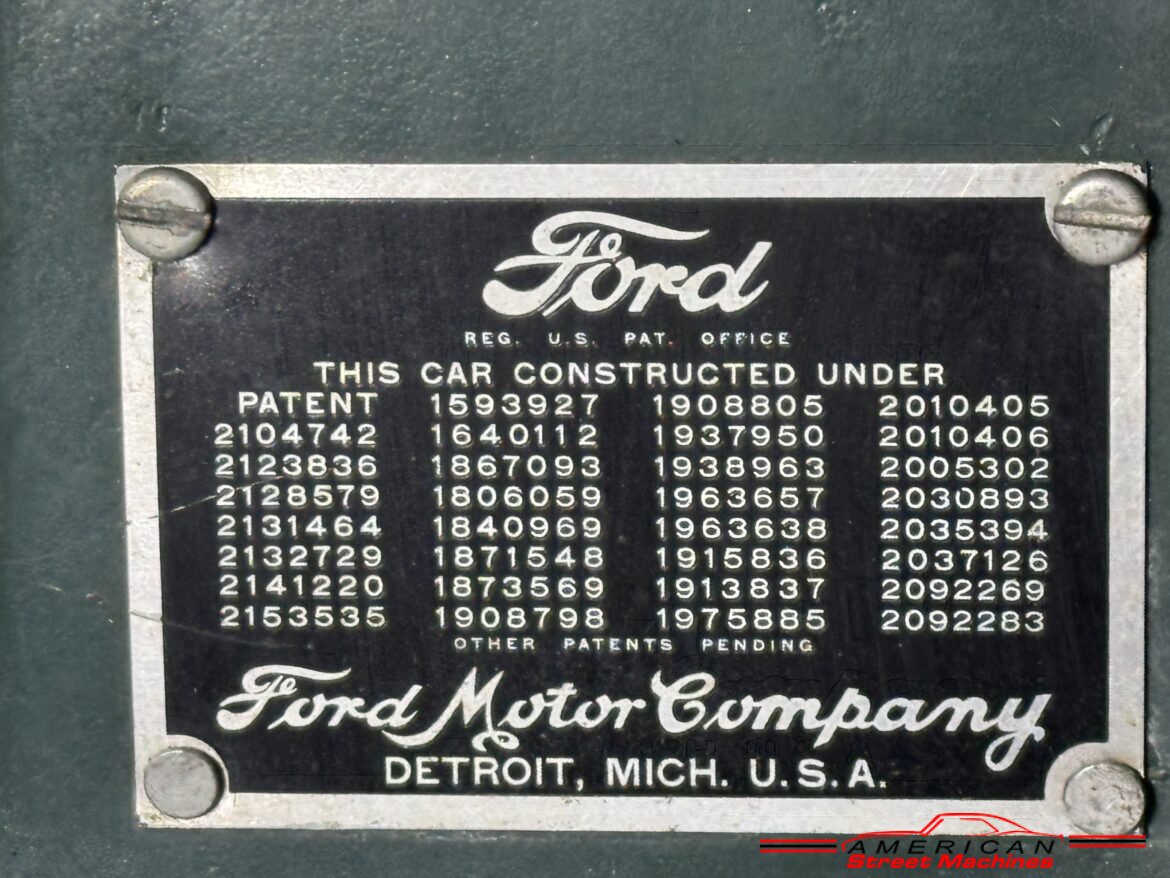 Ford
REG. U.S. PAT. OFFICE
THIS CAR CONSTRUCTED UNDER
PATENT 1593927 1908805 2010405
2104742 1640112 1937950 2010406
2123836 1867093 1938963 2005302
2128579 1806059 1963657 2030893
2131464 1840969 1963638 2035394
2132729 1871548 1915836 2037126
2141220 1873569 1913837 2092269
2153535 1908798 1975885 2092283
OTHER PATENTS PENDING
Ford Motor Company
DETROIT, MICH. U.S.A.
AMERICAN
Street Machines